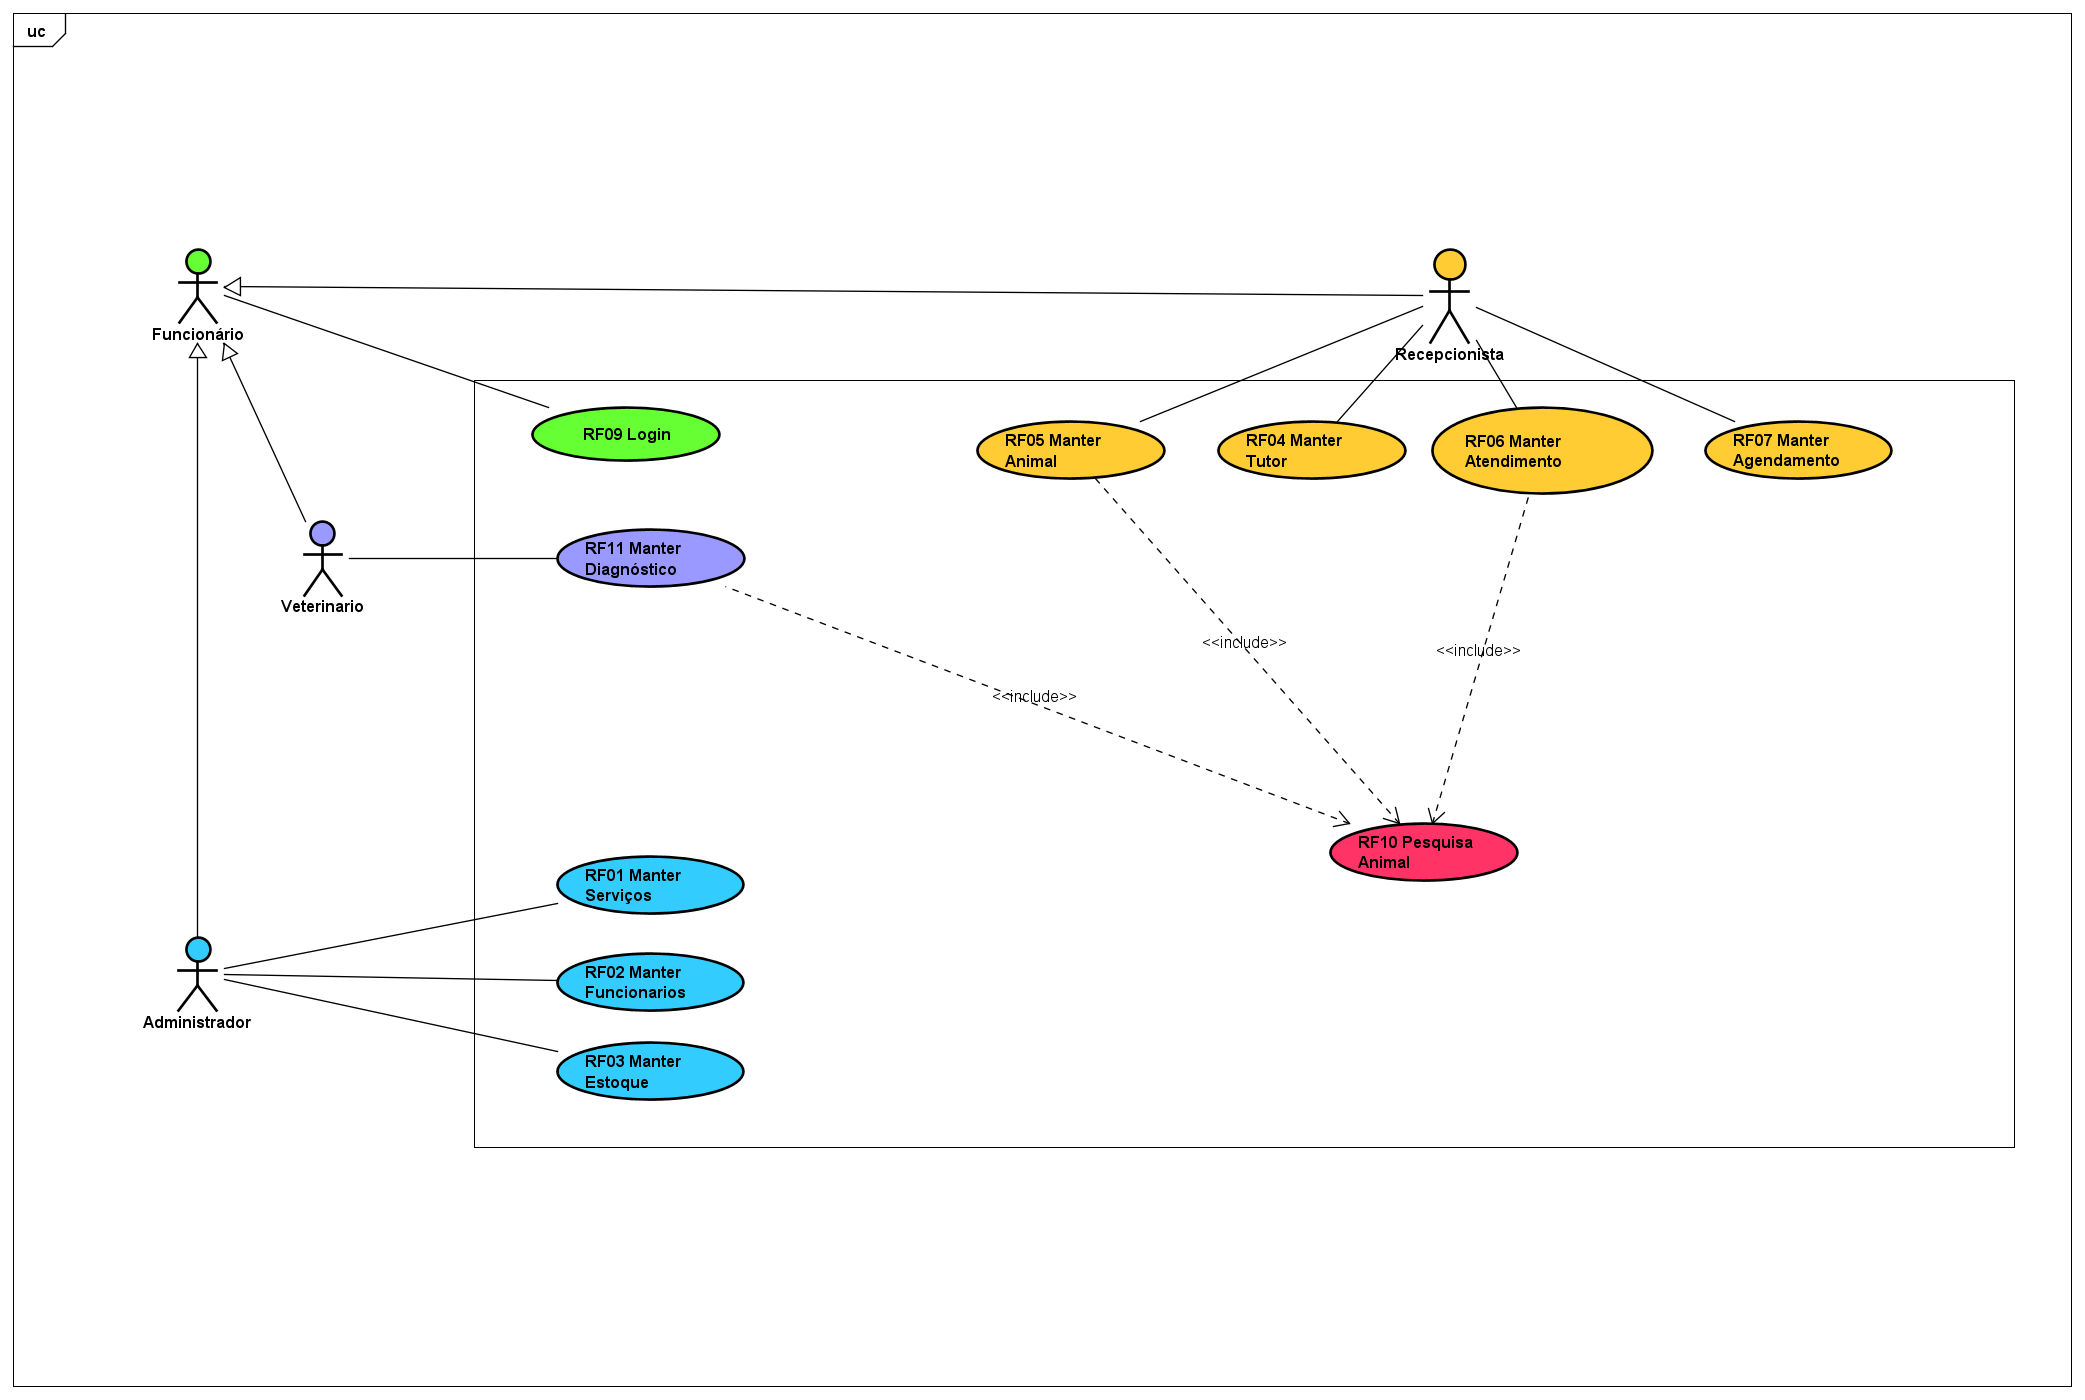 uc
Funcionário
Recepcionista
RF09 Login
RF05 Manter
Animal
RF04 Manter
Tutor
RF06 Manter
Atendimento
RF07 Manter
Agendamento
RF11 Manter
Diagnóstico
Veterinario
<<include>>
<<include>>
<<include>>
RF10 Pesquisa
Animal
RF01 Manter
Serviços
RF02 Manter
Funcionarios
Administrador
RF03 Manter
Estoque